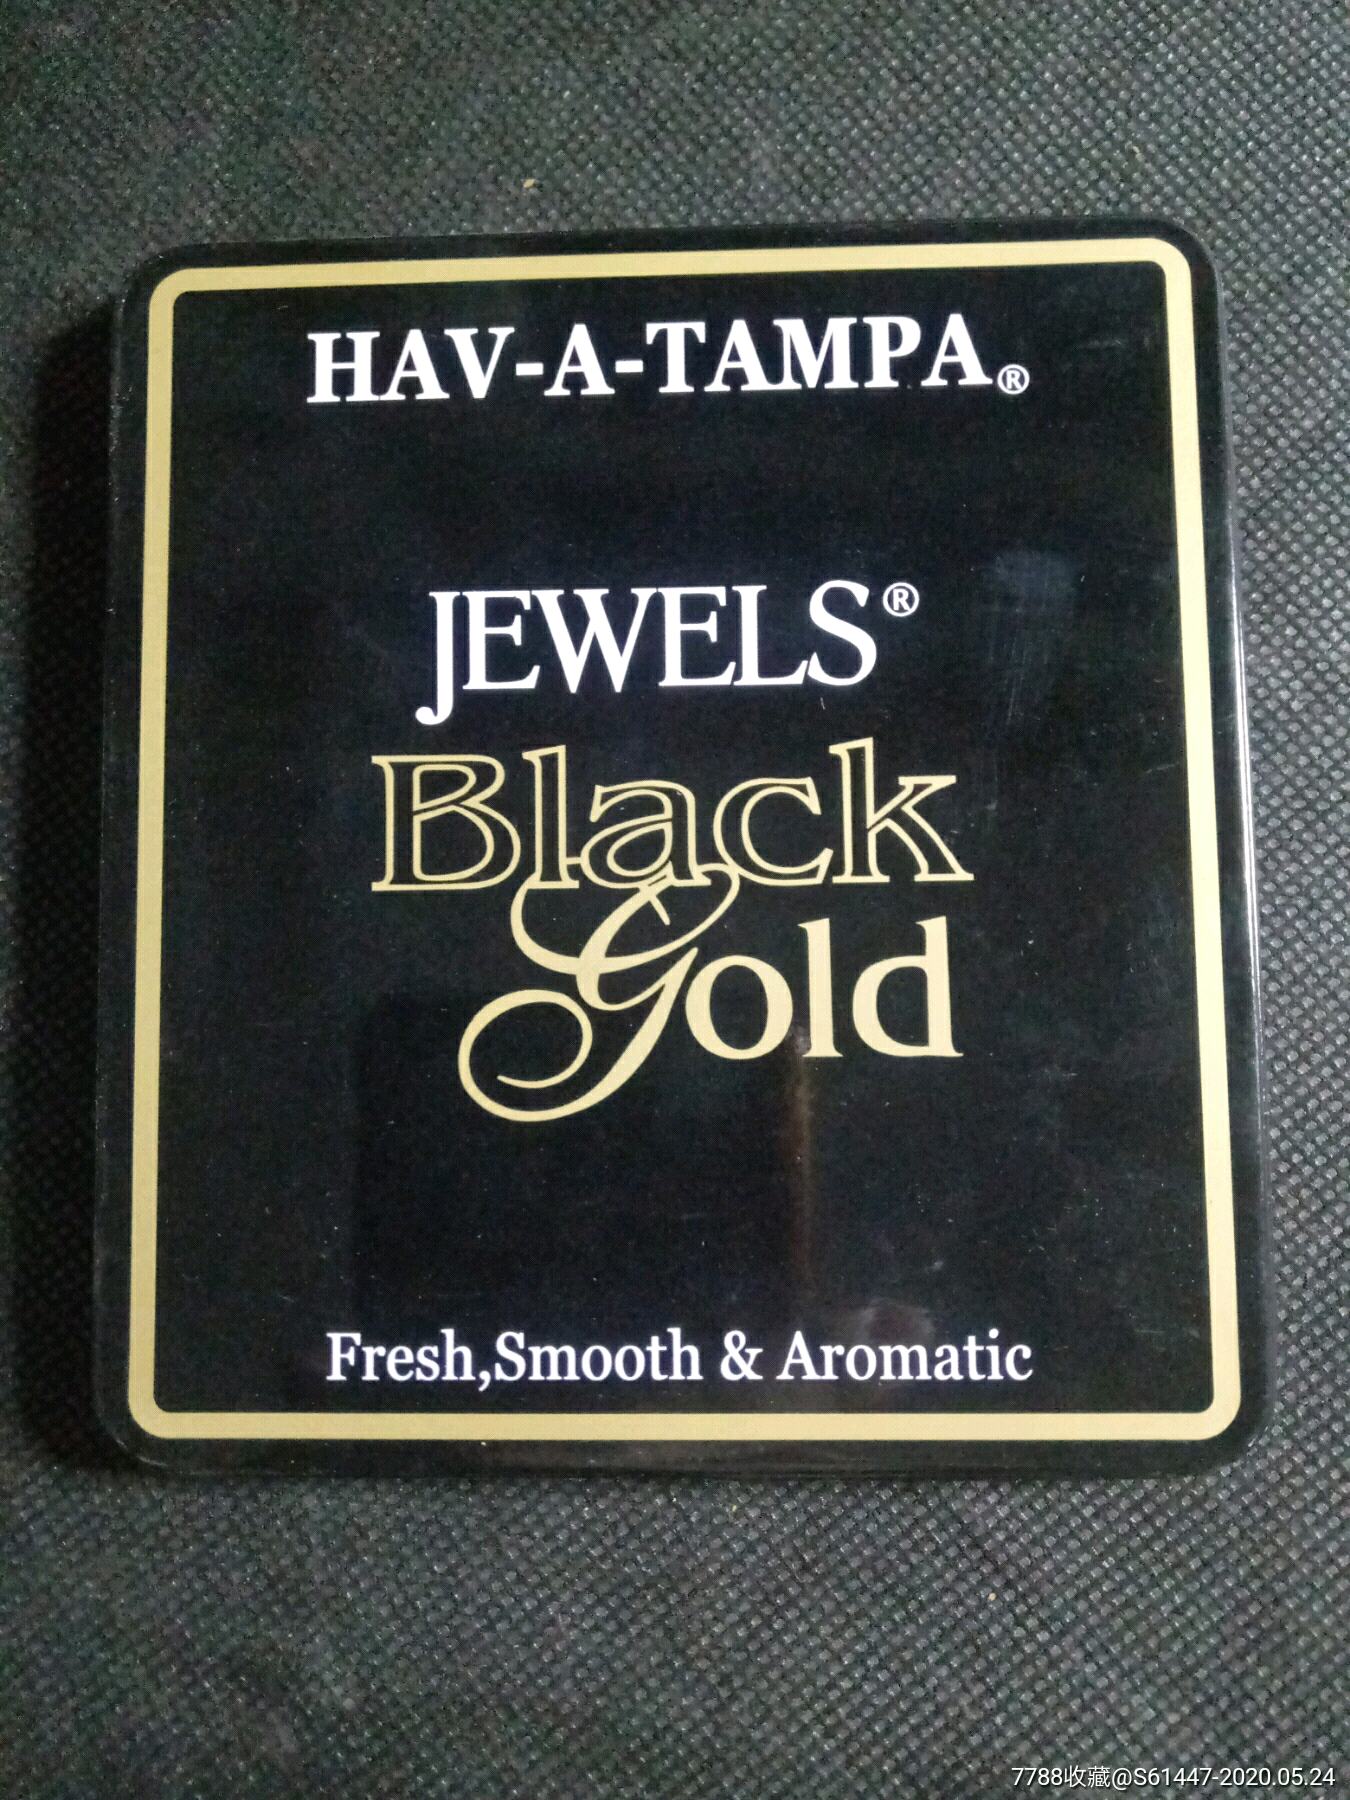 HAV-A-TAMPA®
JEWELS®
Black
Gold
Fresh,Smooth & Aromatic
7788收藏@S61447-2020.05.24